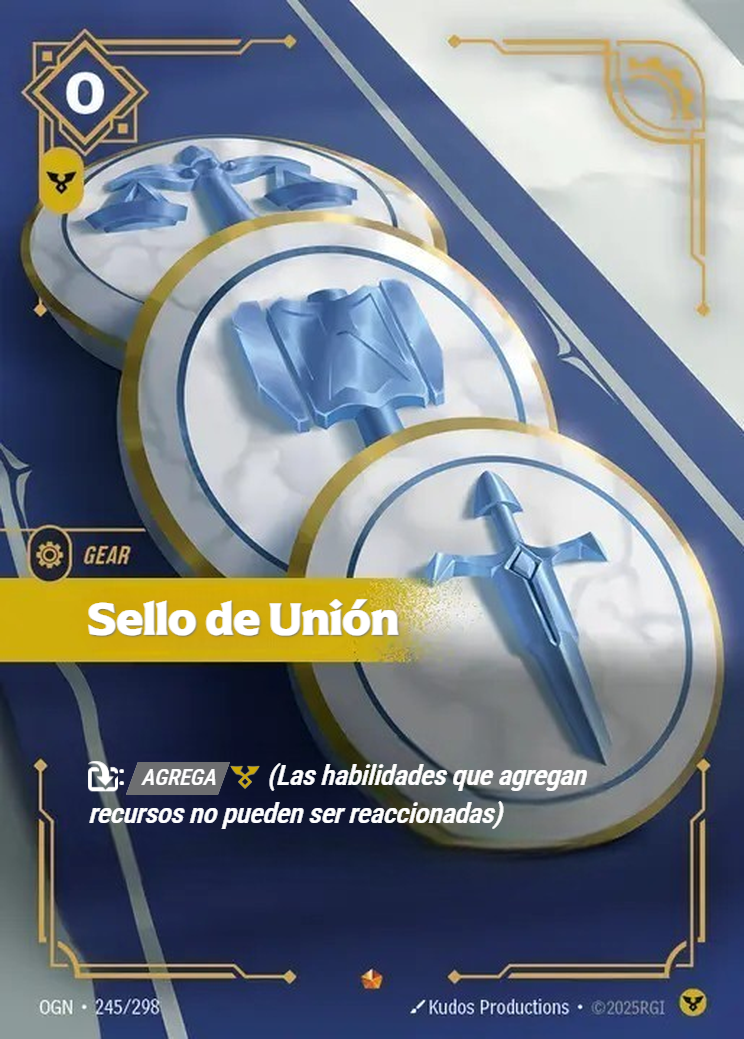 0
GEAR
Sello de Unión
: AGREGA (Las habilidades que agregan
recursos no pueden ser reaccionadas)
OGN • 245/298
Kudos Productions • ©2025RGI